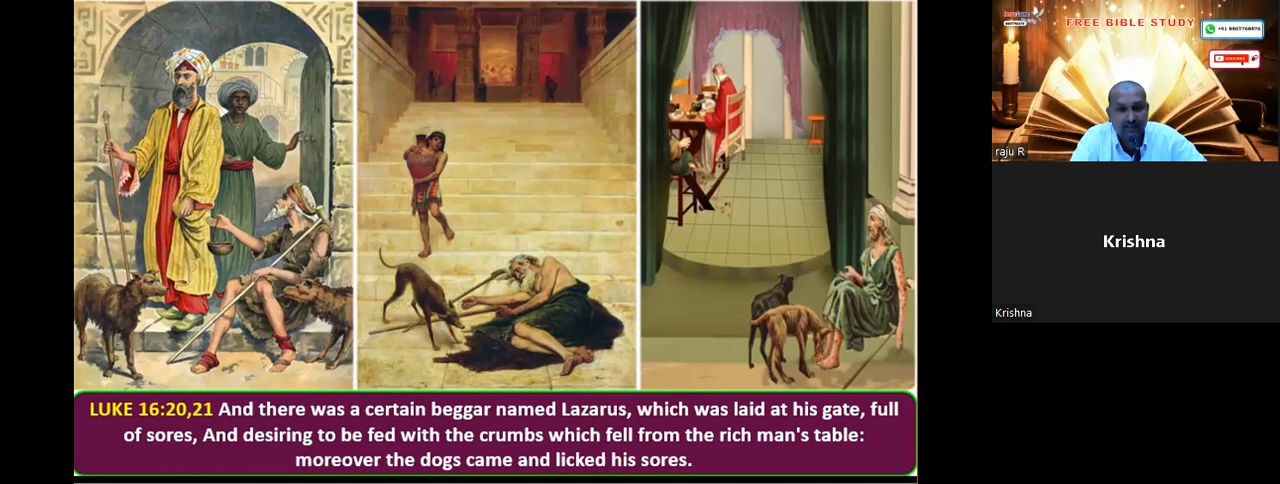 LUKE 16:20,21 And there was a certain beggar named Lazarus, which was laid at his gate, full
of sores, And desiring to be fed with the crumbs which fell from the rich man's table:
moreover the dogs came and licked his sores.
FREE BIBLE STUDY
+91 8867768976
raju R
Krishna
Krishna